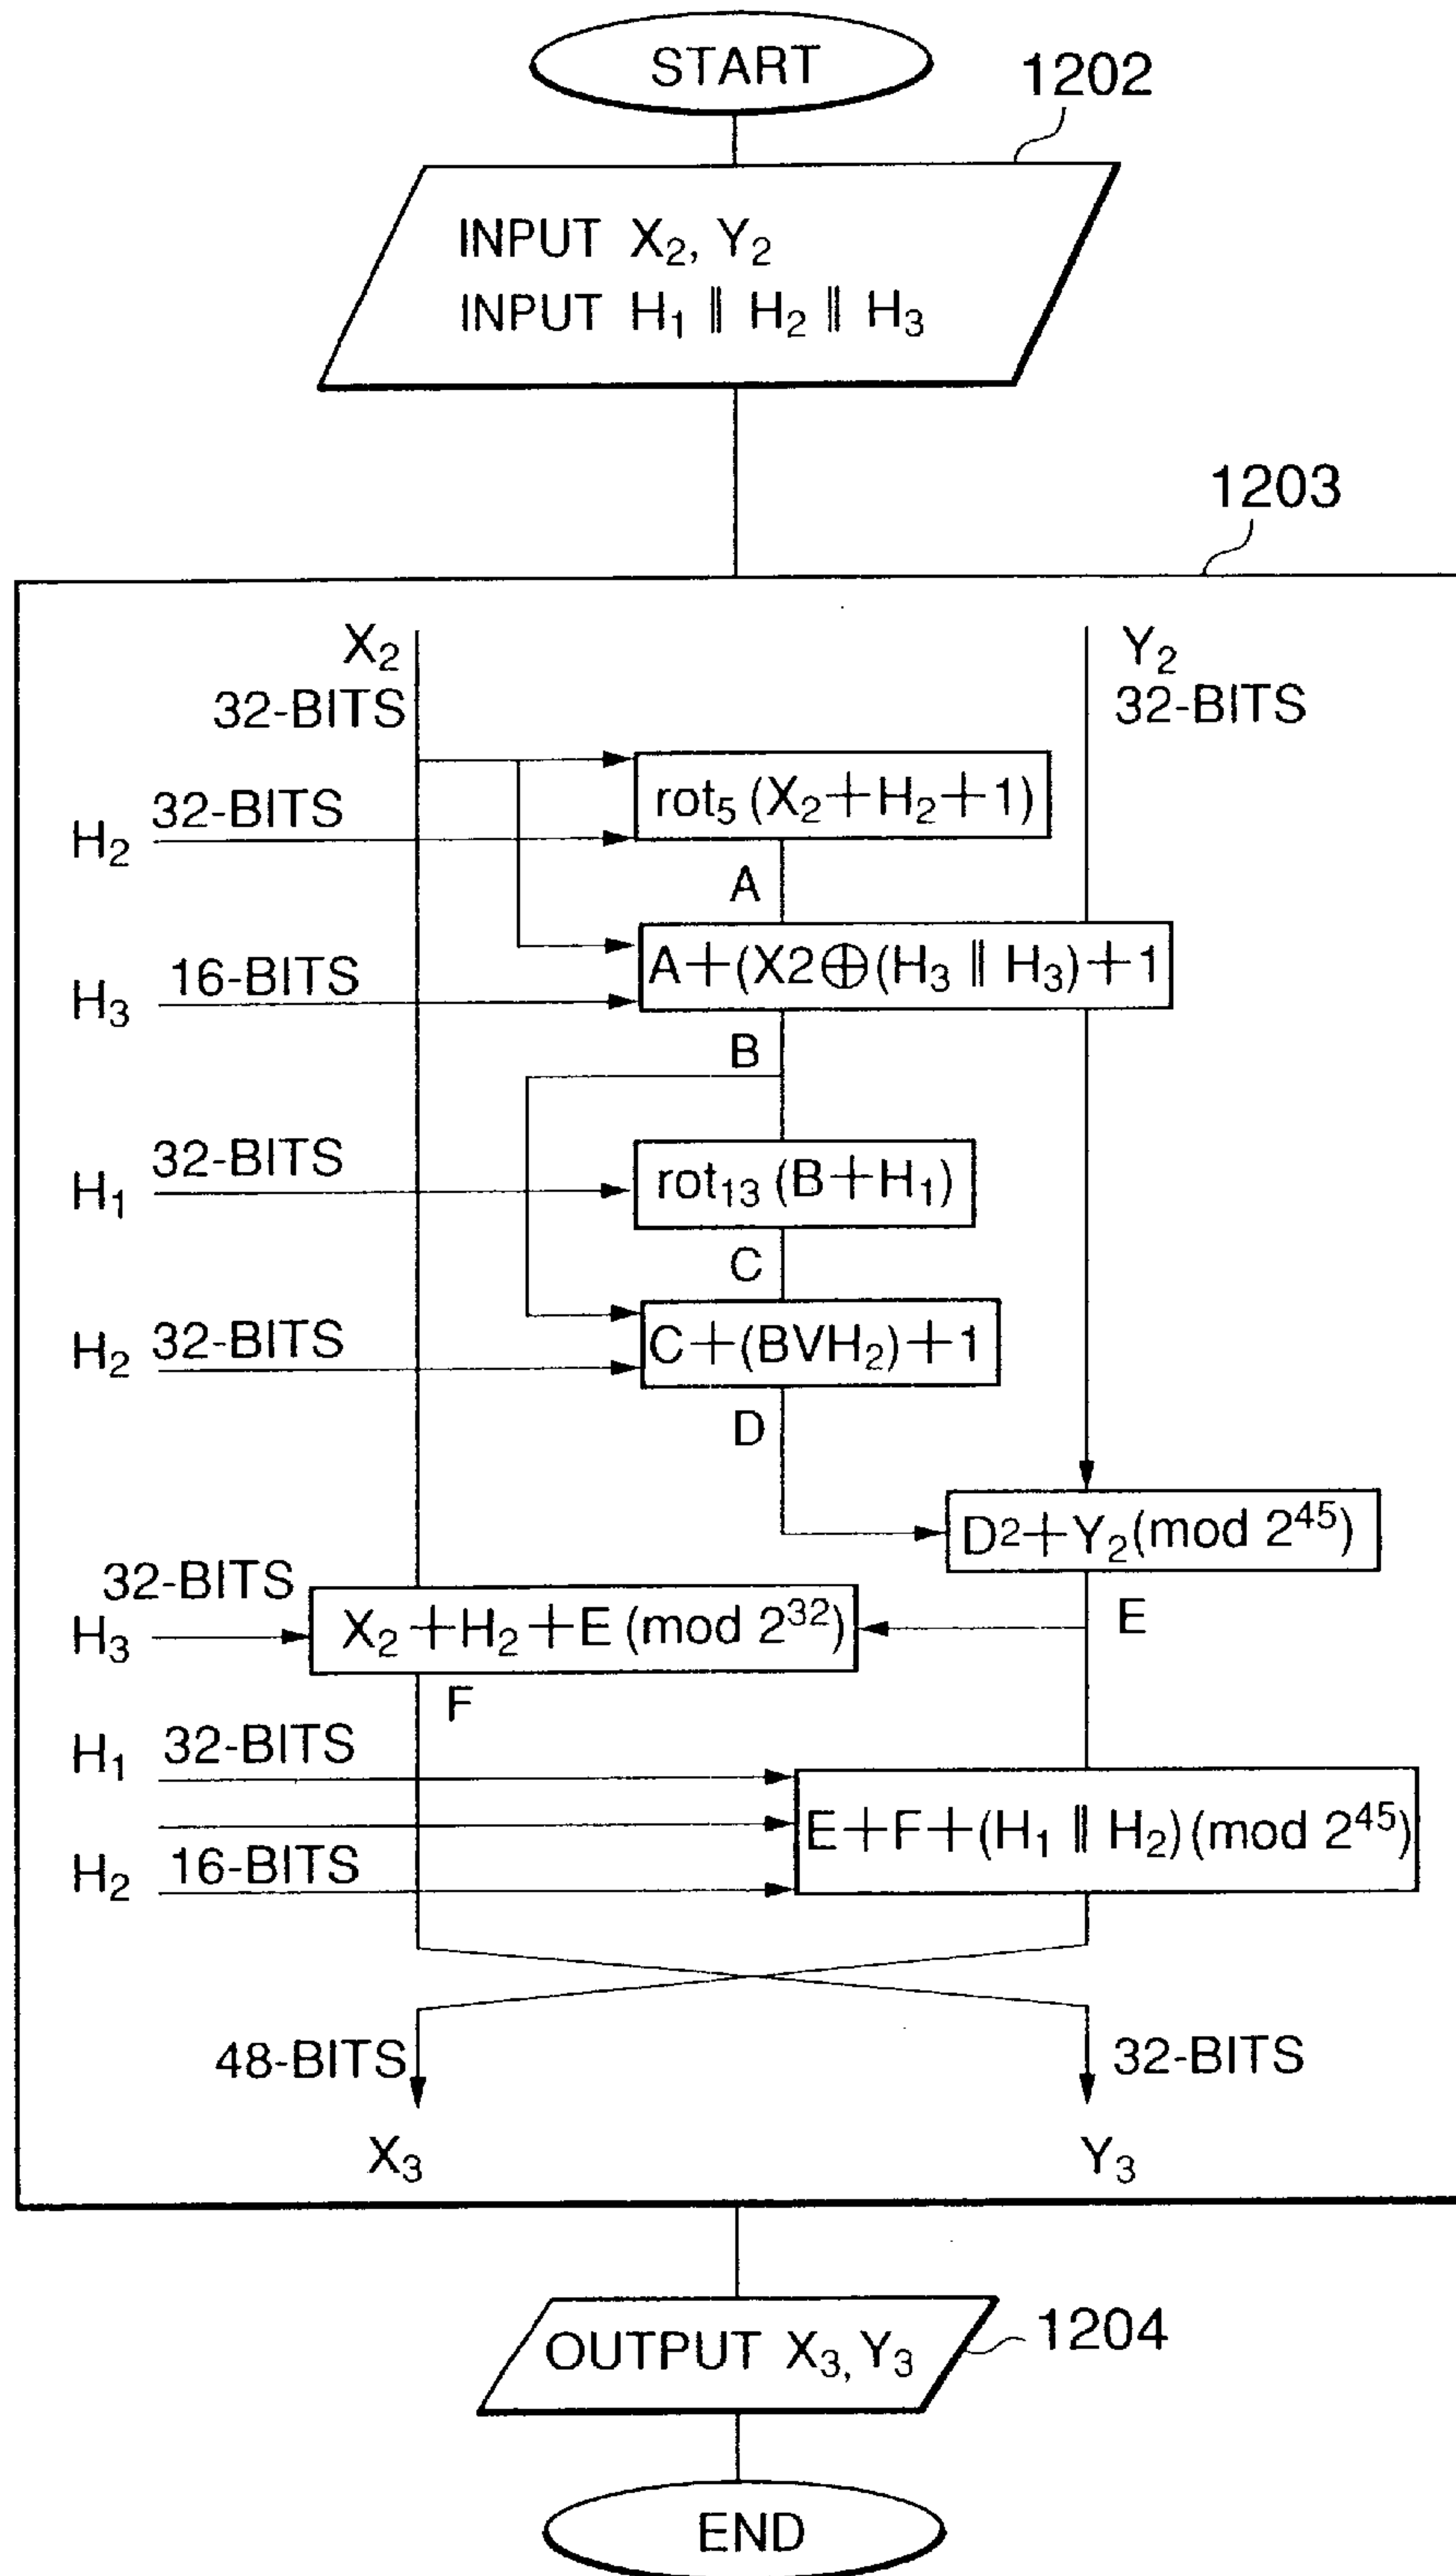 START
1202
INPUT X₂, Y₂
INPUT H₁ ‖ H₂ ‖ H₃
1203
X₂
Y₂
32-BITS
32-BITS
rot₅ (X₂+H₂+1)
32-BITS
H₂
A
A+(X2⊕(H₃ ‖ H₃)+1
16-BITS
H₃
B
32-BITS
H₁
rot₁₃ (B+H₁)
C
32-BITS
H₂
C+(BVH₂)+1
D
D2+Y₂(mod 2⁴⁵)
32-BITS
H₃
X₂+H₂+E (mod 2³²)
E
F
H₁ 32-BITS
E+F+(H₁ ‖ H₂)(mod 2⁴⁵)
H₂ 16-BITS
48-BITS
32-BITS
X₃
Y₃
OUTPUT X₃, Y₃
1204
END